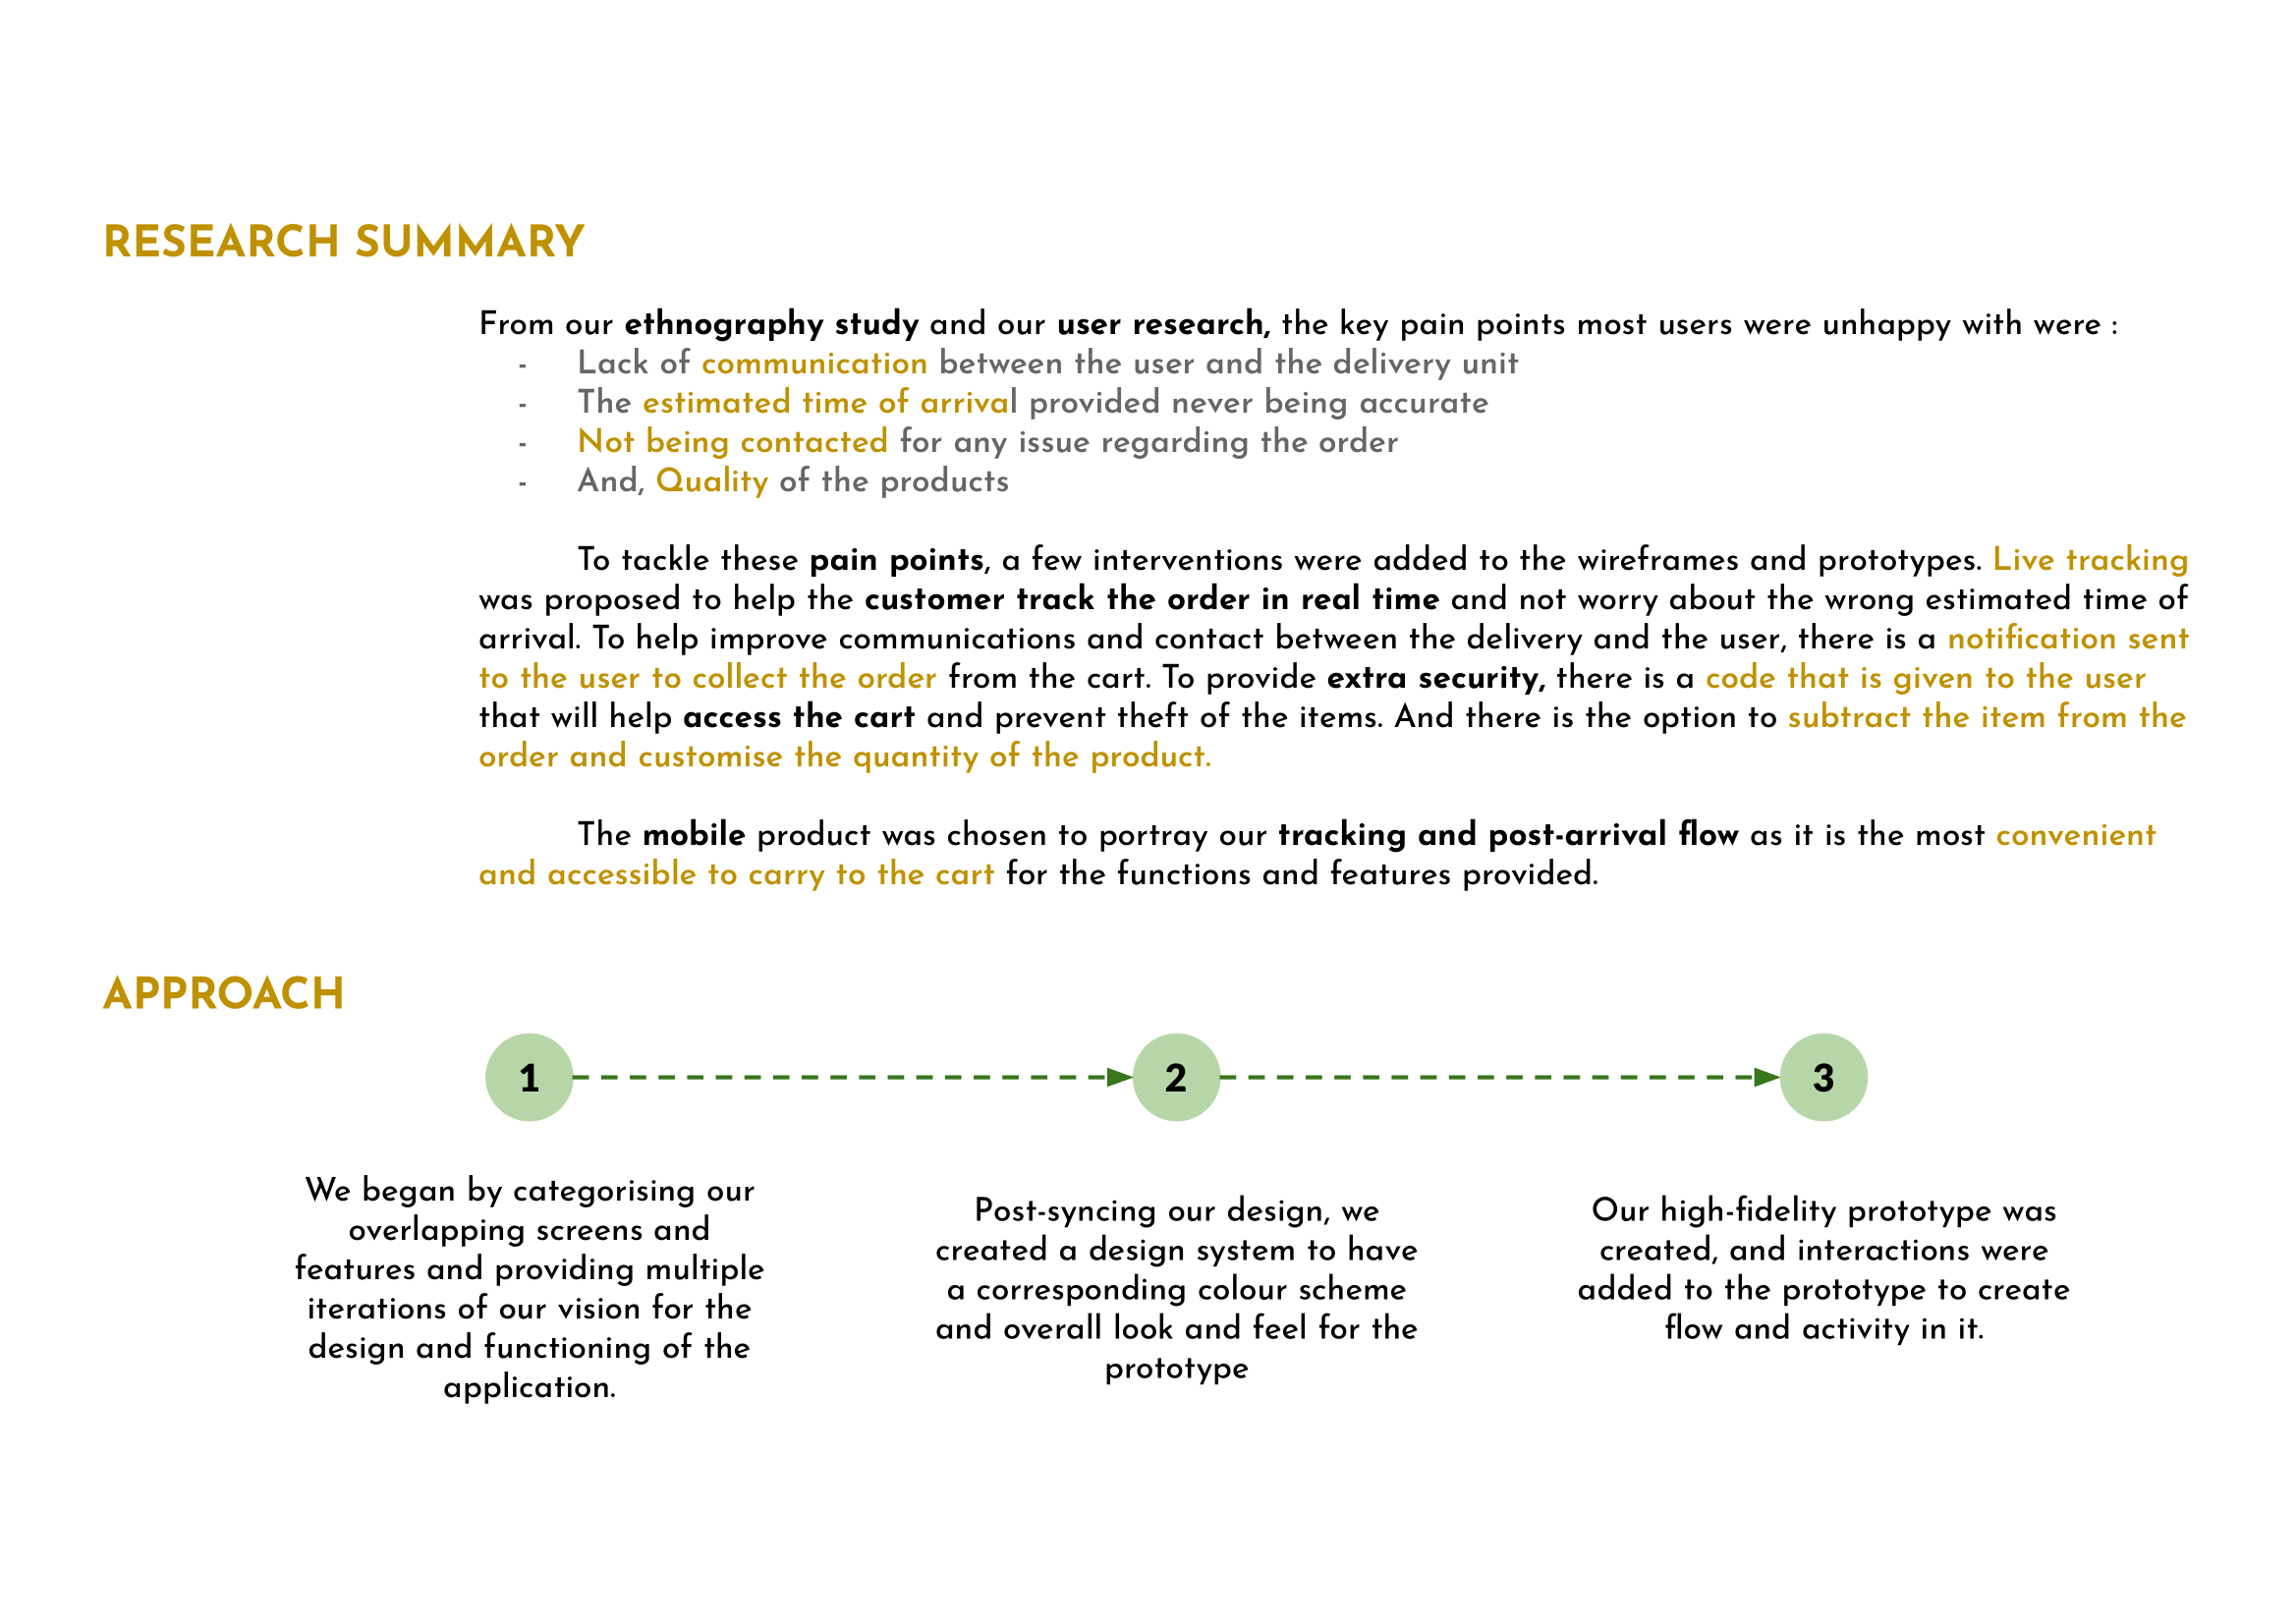 RESEARCH SUMMARY
From our ethnography study and our user research, the key pain points most users were unhappy with were :
- Lack of communication between the user and the delivery unit
- The estimated time of arrival provided never being accurate
- Not being contacted for any issue regarding the order
- And, Quality of the products
To tackle these pain points, a few interventions were added to the wireframes and prototypes. Live tracking
was proposed to help the customer track the order in real time and not worry about the wrong estimated time of
arrival. To help improve communications and contact between the delivery and the user, there is a notification sent
to the user to collect the order from the cart. To provide extra security, there is a code that is given to the user
that will help access the cart and prevent theft of the items. And there is the option to subtract the item from the
order and customise the quantity of the product.
The mobile product was chosen to portray our tracking and post-arrival flow as it is the most convenient
and accessible to carry to the cart for the functions and features provided.
APPROACH
1
2
3
We began by categorising our
overlapping screens and
features and providing multiple
iterations of our vision for the
design and functioning of the
application.
Post-syncing our design, we
created a design system to have
a corresponding colour scheme
and overall look and feel for the
prototype
Our high-fidelity prototype was
created, and interactions were
added to the prototype to create
flow and activity in it.